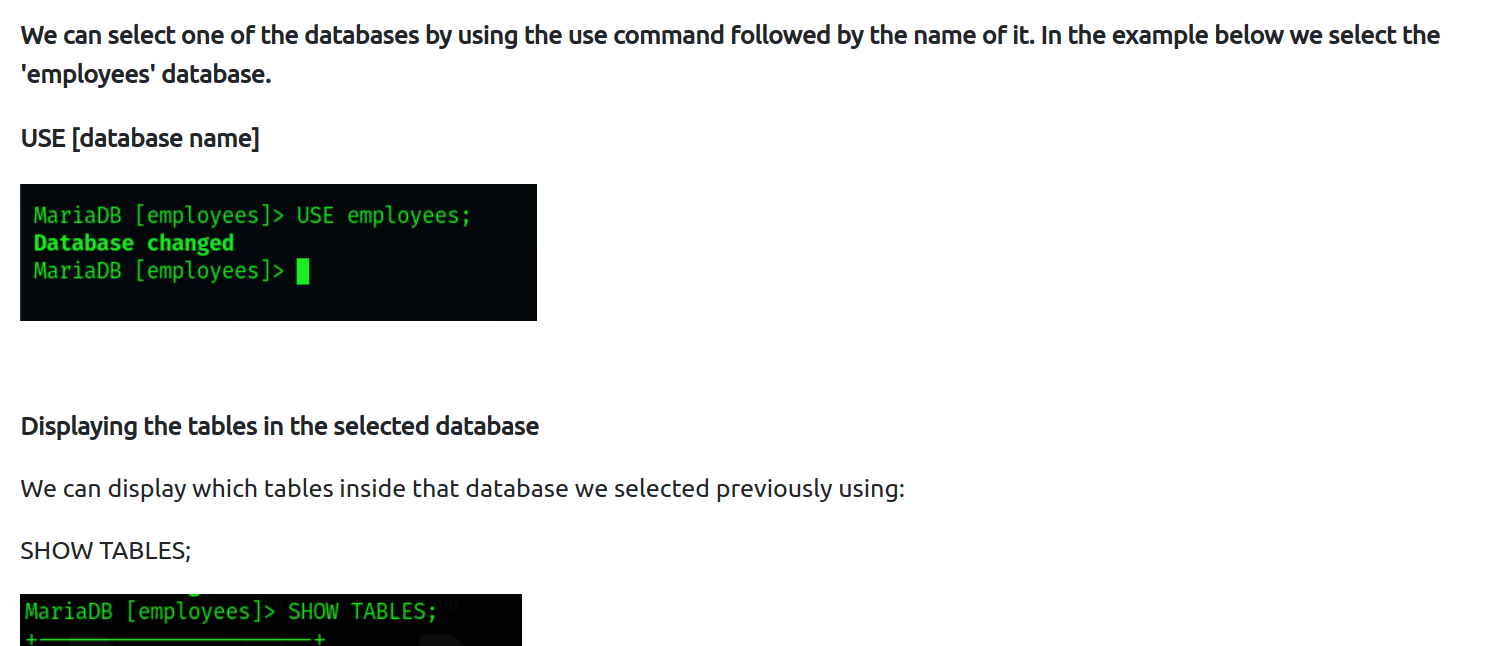 We can select one of the databases by using the use command followed by the name of it. In the example below we select the
'employees' database.
USE [database name]
MariaDB [employees]> USE employees;
Database changed
MariaDB [employees]>
Displaying the tables in the selected database
We can display which tables inside that database we selected previously using:
SHOW TABLES;
MariaDB [employees]> SHOW TABLES;